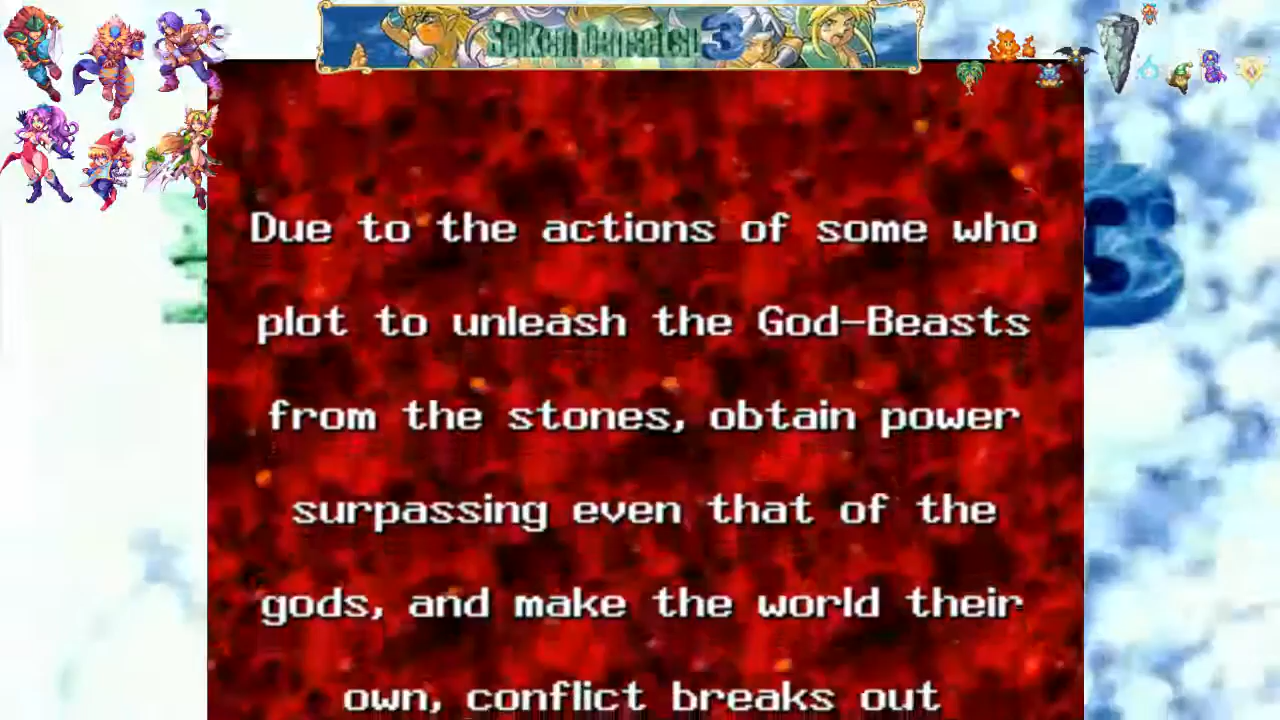 Seiken Densetsu 3
Due to the actions of some who
plot to unleash the God-Beasts
from the stones, obtain power
surpassing even that of the
gods, and make the world their
own, conflict breaks out
3